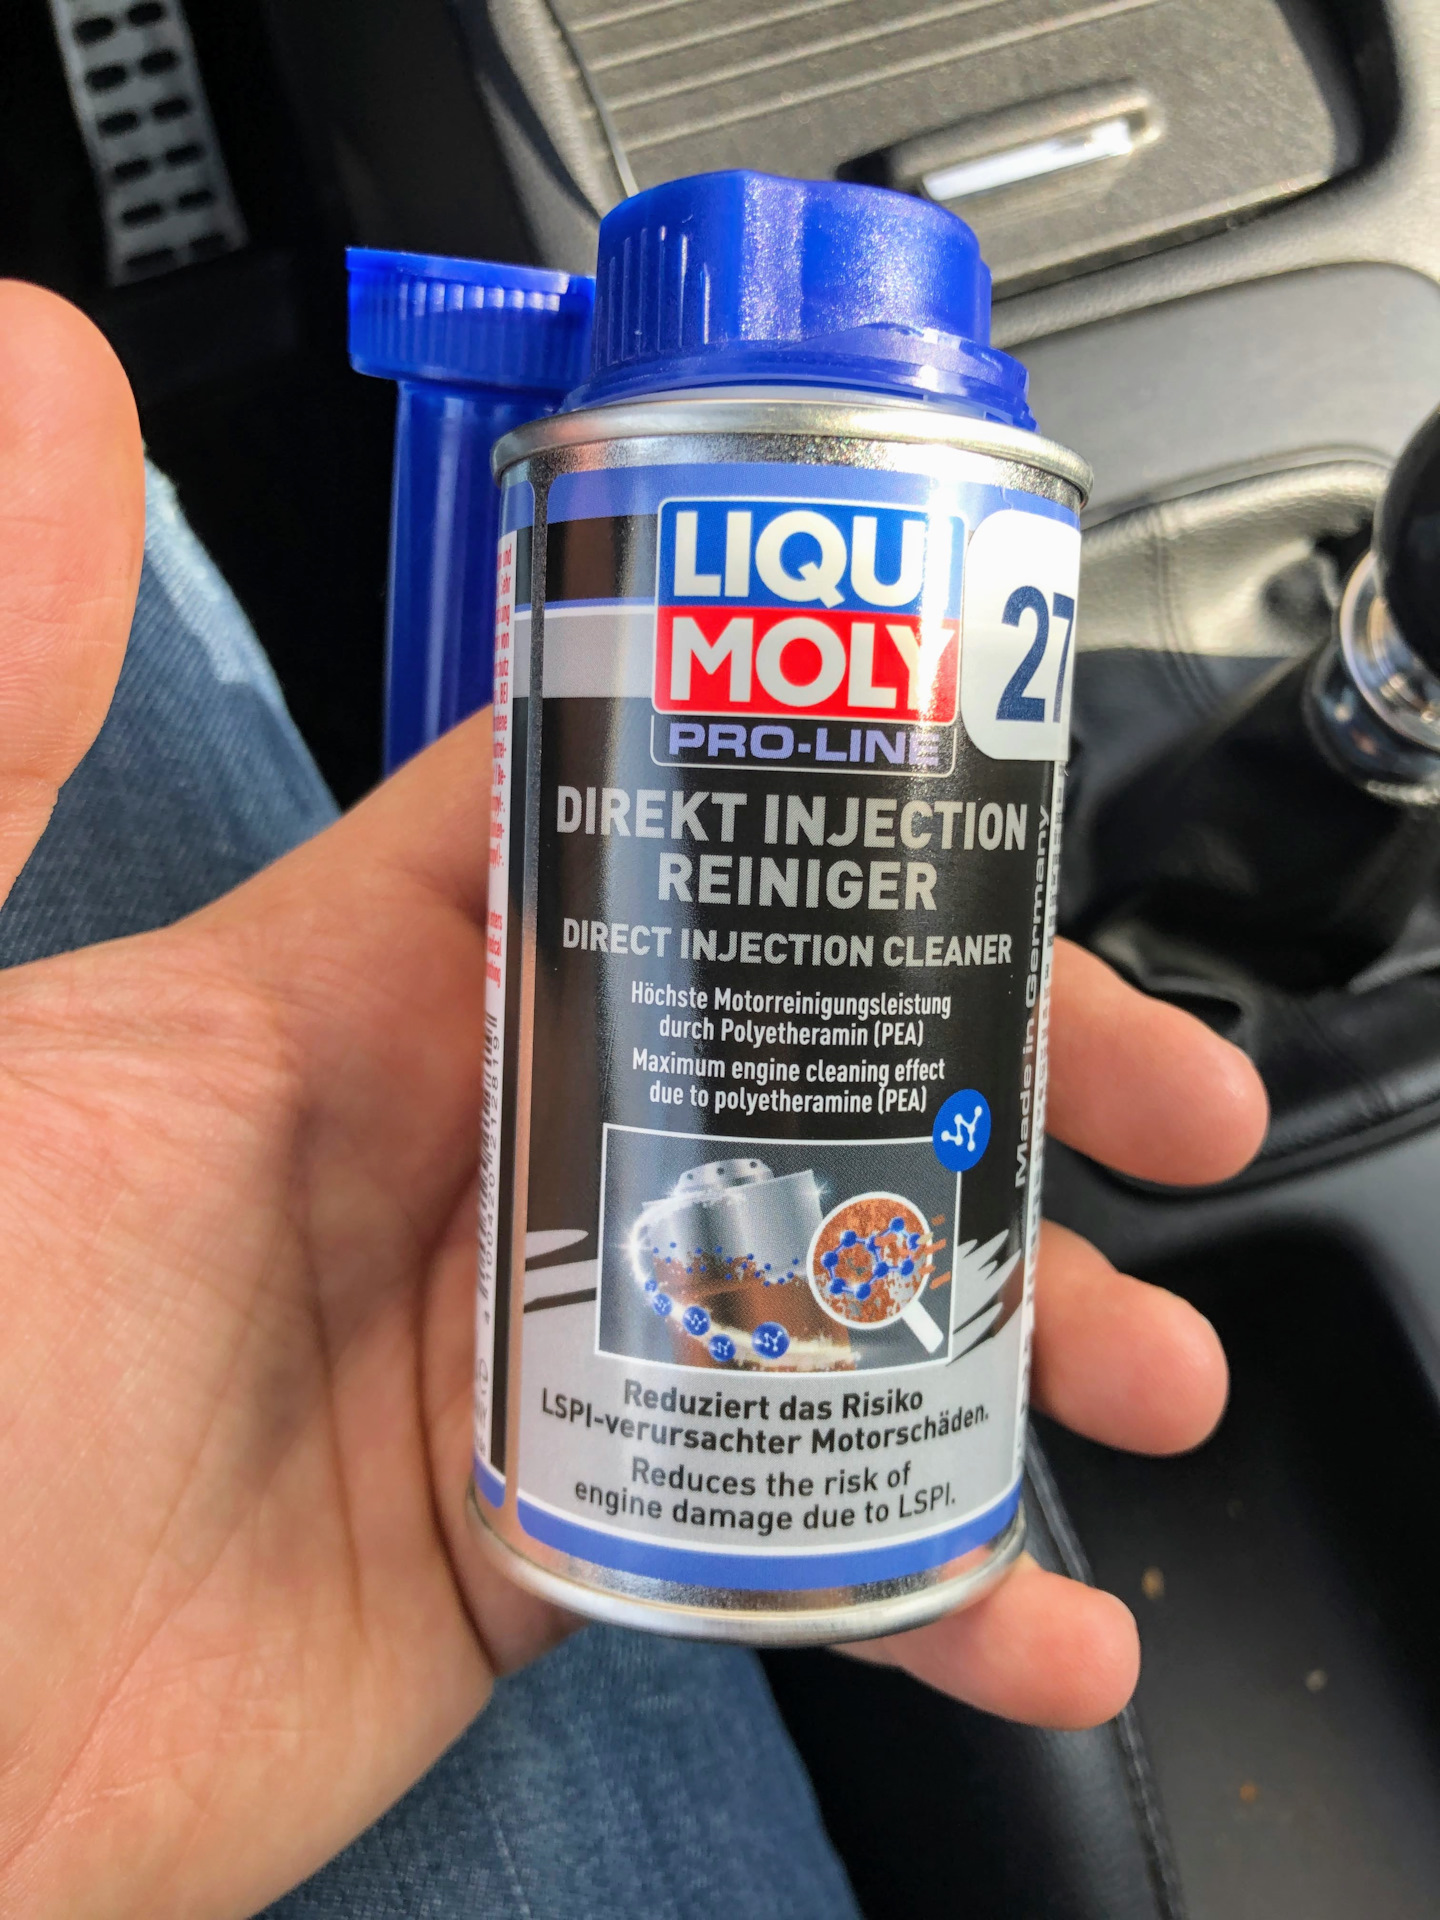 LIQUI
MOLY
27
PRO-LINE
DIREKT INJECTION
REINIGER
DIRECT INJECTION CLEANER
Höchste Motorreinigungsleistung
durch Polyetheramin (PEA)
Maximum engine cleaning effect
due to polyetheramine (PEA)
Made in Germany
Reduziert das Risiko
LSPI-verursachter Motorschäden.
Reduces the risk of
engine damage due to LSPI.